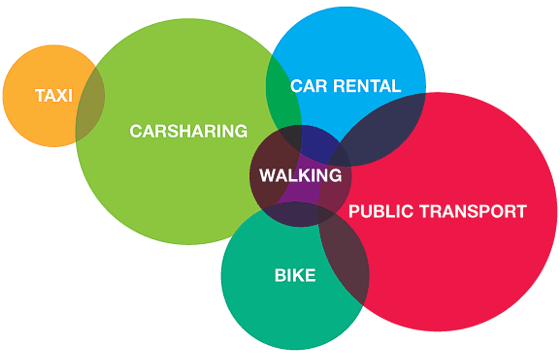 CAR RENTAL
TAXI
CARSHARING
WALKING
PUBLIC TRANSPORT
BIKE